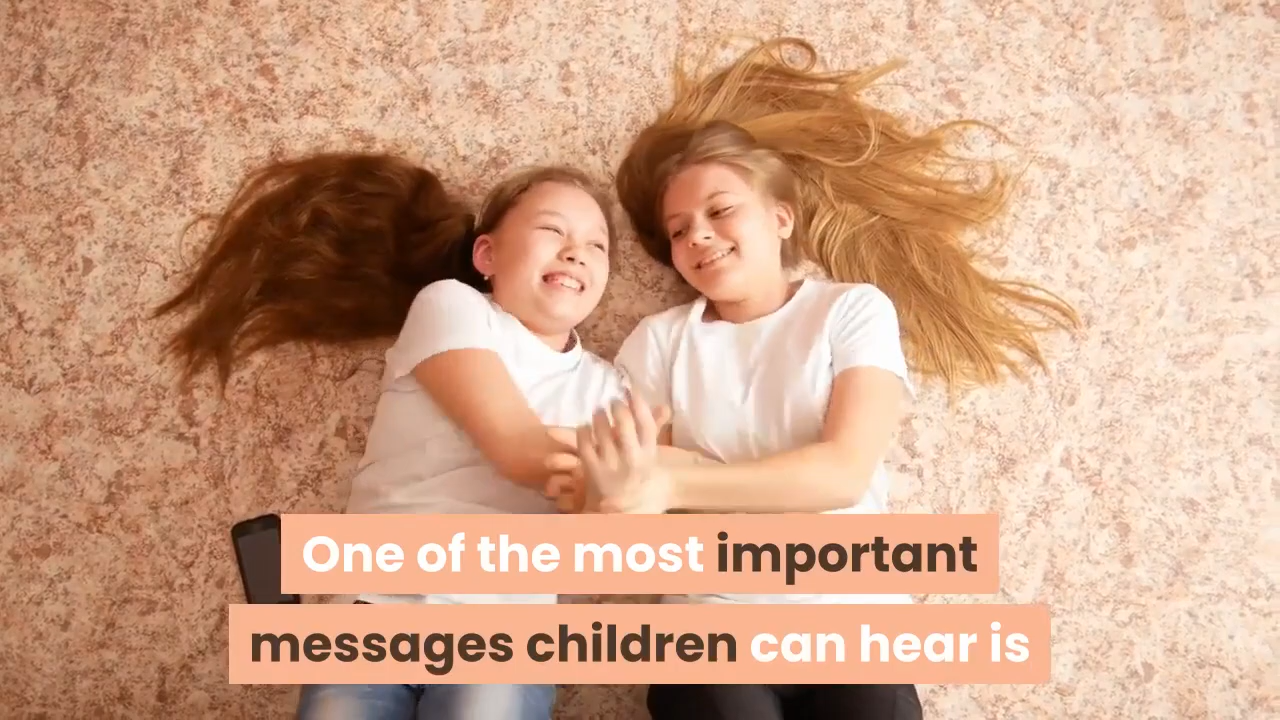 One of the most important
messages children can hear is